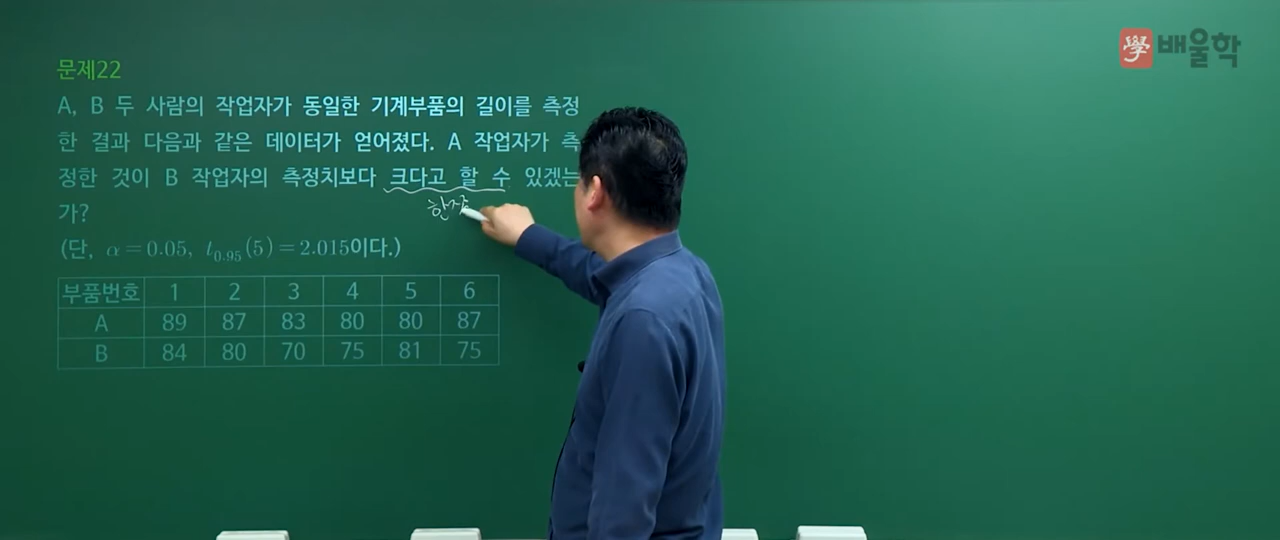 學 배울학
문제22
A, B 두 사람의 작업자가 동일한 기계부품의 길이를 측정
한 결과 다음과 같은 데이터가 얻어졌다. A 작업자가 측
정한 것이 B 작업자의 측정치보다 크다고 할 수 있겠는
가?
한쪽
(단, α = 0.05, t₀.₉₅(5) = 2.015이다.)
부품번호 1 2 3 4 5 6
A 89 87 83 80 80 87
B 84 80 70 75 81 75